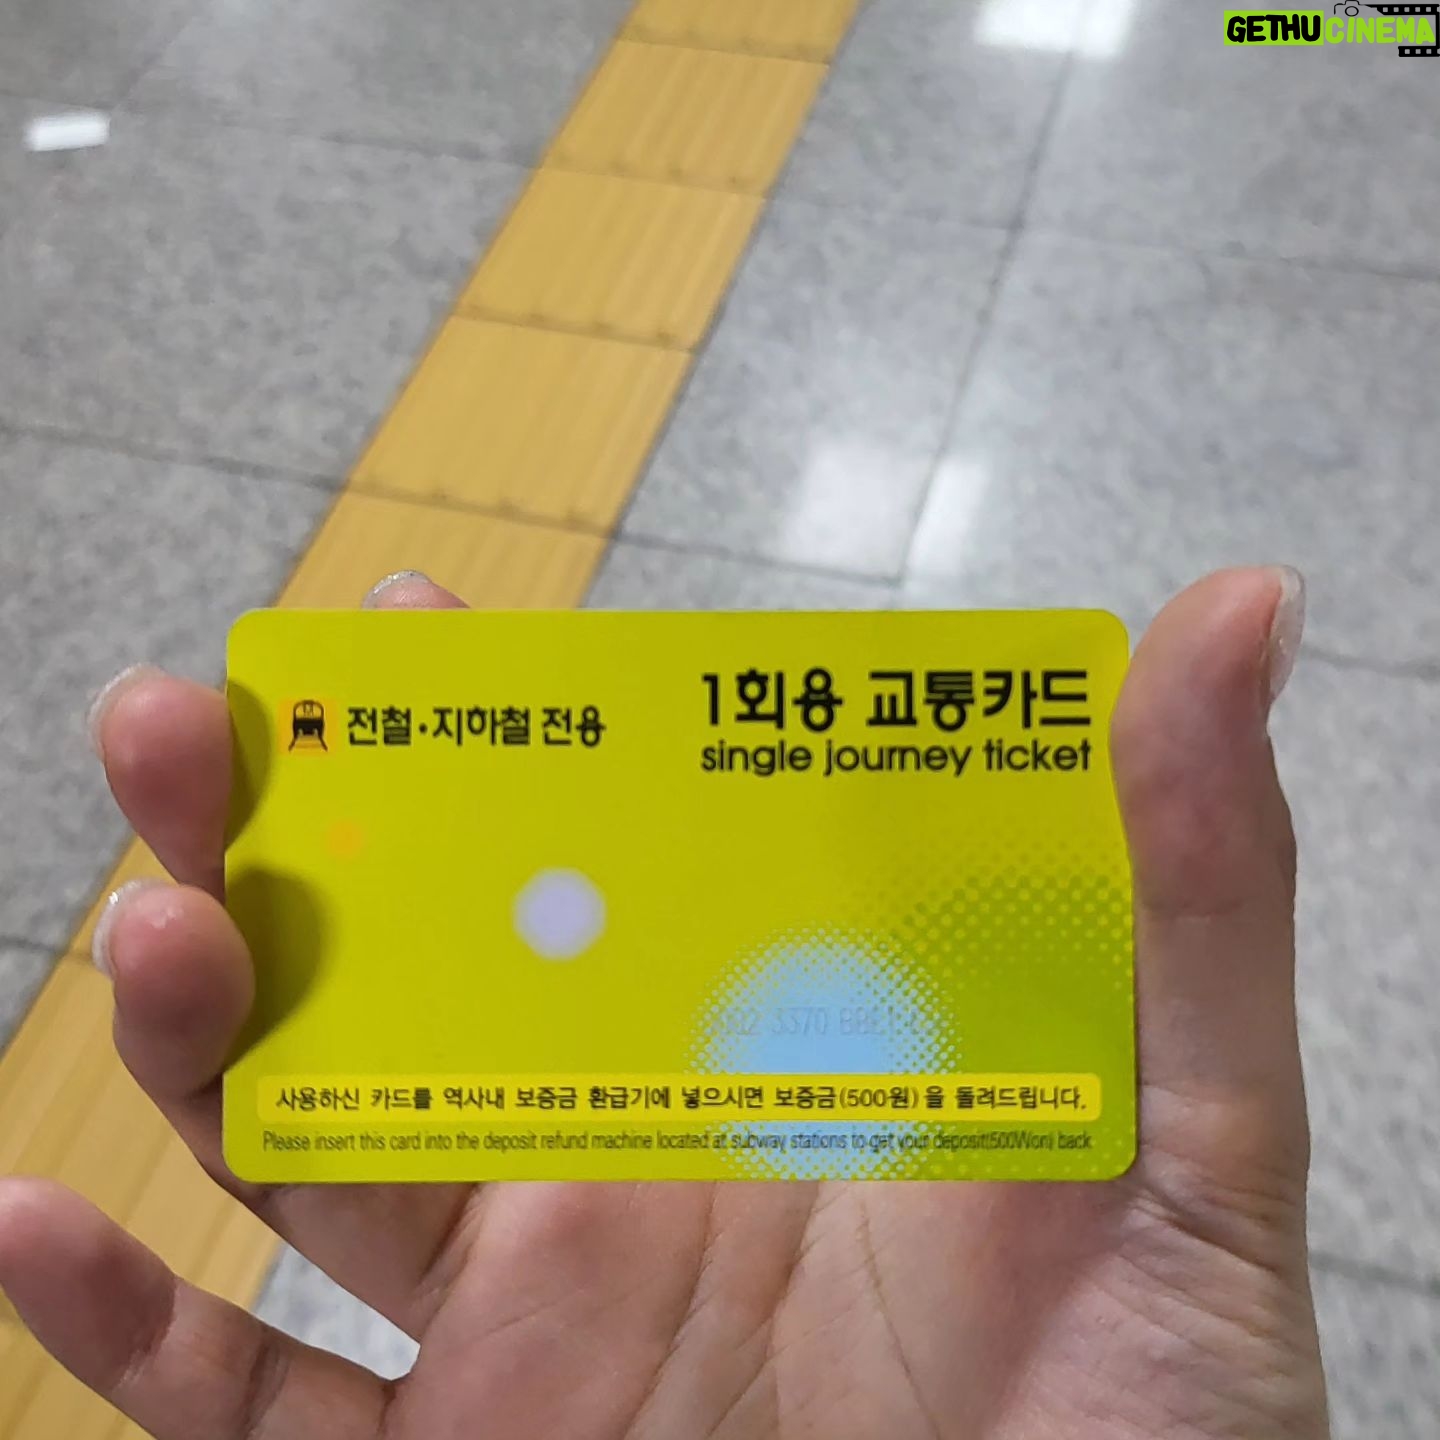 GETHUCINEMA
전철·지하철 전용
1회용 교통카드
single journey ticket
3370
사용하신 카드를 역사내 보증금 환급기에 넣으시면 보증금(500원)을 돌려드립니다.
Please insert this card into the deposit refund machine located at subway stations to get your deposit(500Won) back